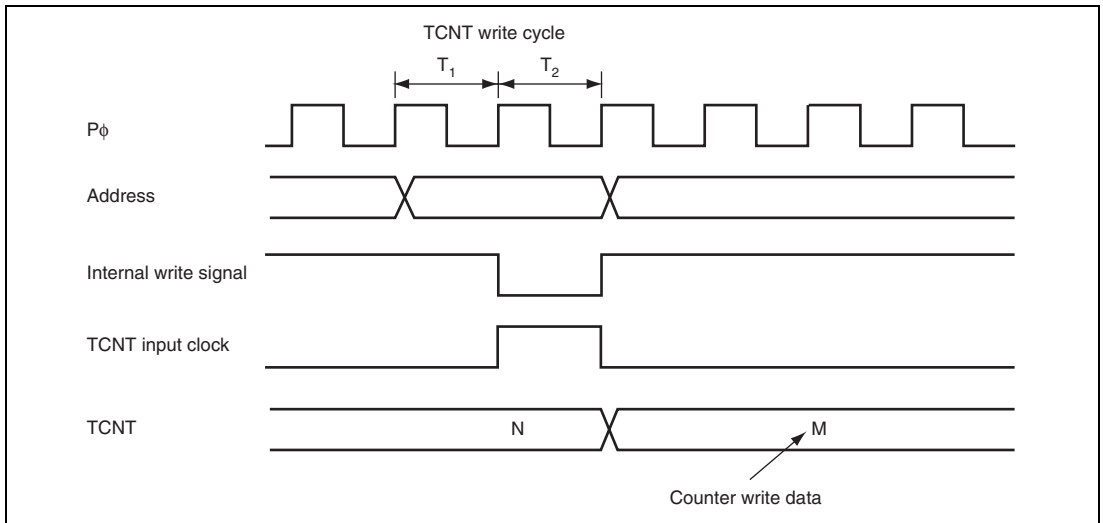 TCNT write cycle
T1 T2
Pφ
Address
Internal write signal
TCNT input clock
TCNT N M
Counter write data